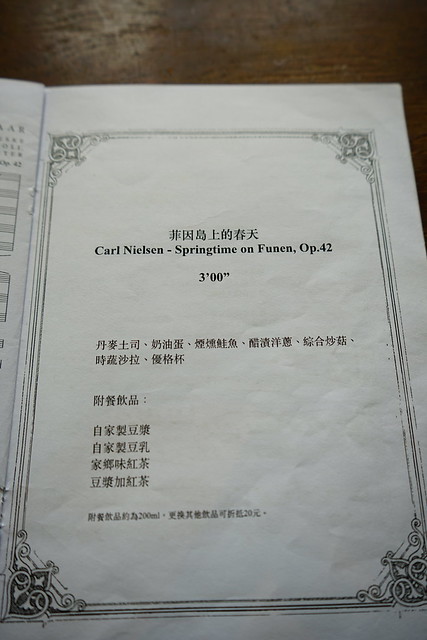 Op. 42
菲因島上的春天
Carl Nielsen - Springtime on Funen, Op.42
3’00”
丹麥土司、奶油蛋、煙燻鮭魚、醋漬洋蔥、綜合炒菇、
時蔬沙拉、優格杯
附餐飲品：
自家製豆漿
自家製豆乳
家鄉味紅茶
豆漿加紅茶
附餐飲品約為200ml，更換其他飲品可折抵20元。